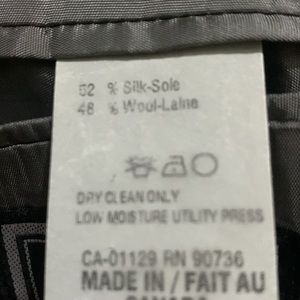 52 % Silk-Soie
48 % Wool-Laine
DRY CLEAN ONLY
LOW MOISTURE UTILITY PRESS
CA-01129 RN 90736
MADE IN / FAIT AU
CANADA